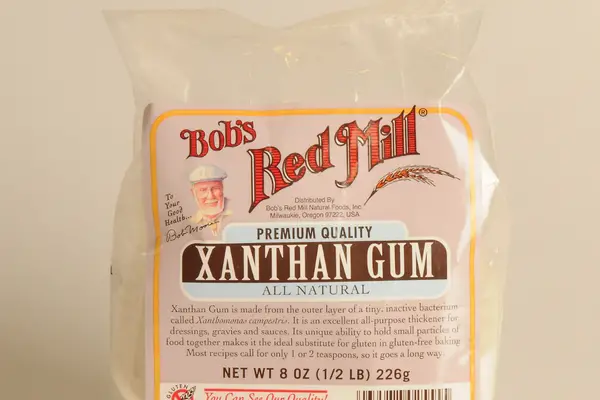 Bob's
Red Mill®
To
Your
Good
Health...
Bob Moore
Distributed By
Bob's Red Mill Natural Foods, Inc.
Milwaukie, Oregon 97222, USA
PREMIUM QUALITY
XANTHAN GUM
ALL NATURAL
Xanthan Gum is made from the outer layer of a tiny, inactive bacterium
called Xanthomonas campestris. It is an excellent all-purpose thickener for
dressings, gravies and sauces. Its unique ability to hold small particles of
food together makes it the ideal substitute for gluten in gluten-free baking
Most recipes call for only 1 or 2 teaspoons, so it goes a long way.
NET WT 8 OZ (1/2 LB) 226g
GLUTEN
You Can See Our Quality!